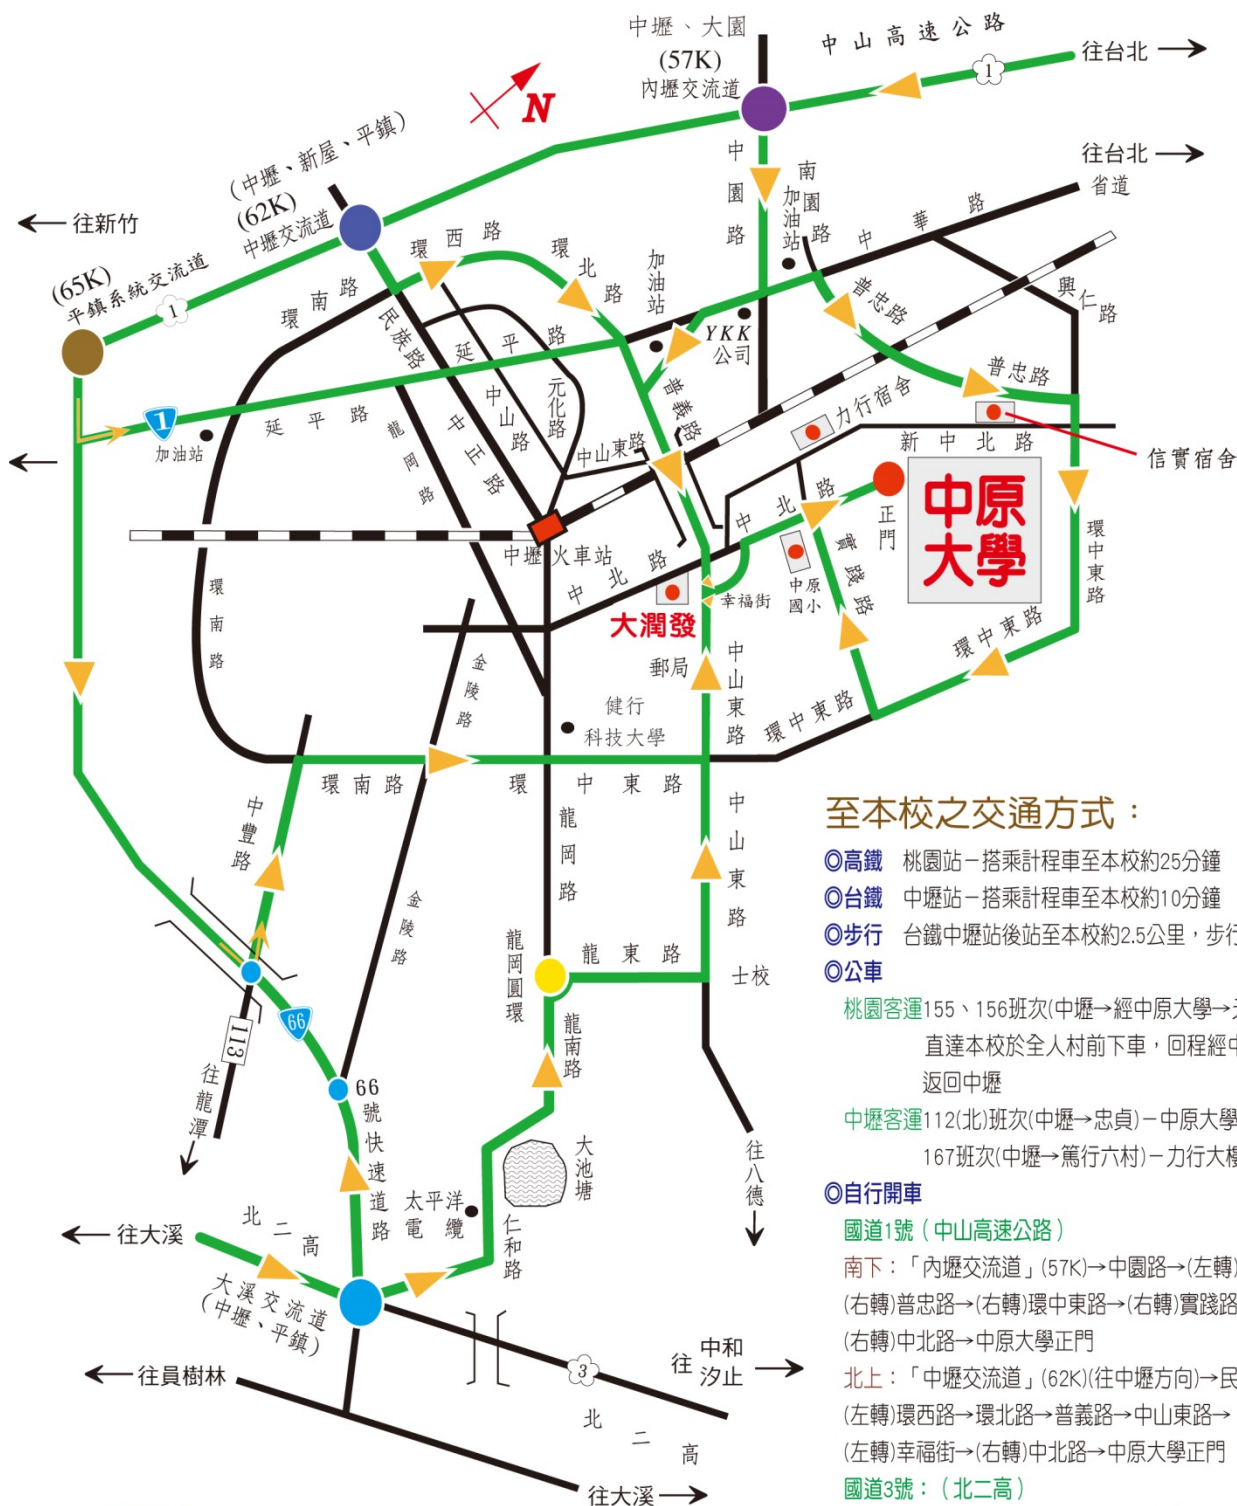 中壢、大園
(57K)
內壢交流道
中山高速公路
1
往台北
N
往台北
省道
(中壢、新屋、平鎮)
(62K)
中壢交流道
往新竹
(65K)
平鎮系統交流道
1
環南路
環西路
環北路
加油站
中園路
南園路
加油站
中華路
普忠路
興仁路
民族路
延平路
YKK
公司
普忠路
1
加油站
延平路
龍岡路
中正路
中山路
元化路
中山東路
普義路
力行宿舍
新中北路
信實宿舍
中原
大學
正門
中北路
實踐路
環中東路
中壢火車站
中北路
大潤發
幸福街
中原
國小
環南路
郵局
中山東路
環中東路
環中東路
金陵路
健行
科技大學
環南路
環中東路
中豐路
龍岡路
中山東路
金陵路
龍岡圓環
龍東路
士校
龍南路
113
66
往龍潭
66號快速道路
大池塘
太平洋
電纜
仁和路
往八德
往大溪
北二高
大溪交流道
(中壢、平鎮)
往員樹林
3
往
中和
汐止
北二高
往大溪
至本校之交通方式：
◎高鐵 桃園站－搭乘計程車至本校約25分鐘
◎台鐵 中壢站－搭乘計程車至本校約10分鐘
◎步行 台鐵中壢站後站至本校約2.5公里，步行
◎公車
桃園客運155、156班次(中壢→經中原大學→
直達本校於全人村前下車，回程經中
返回中壢
中壢客運112(北)班次(中壢→忠貞)－中原大學
167班次(中壢→篤行六村)－力行大樓
◎自行開車
國道1號（中山高速公路）
南下：「內壢交流道」(57K)→中園路→(左轉)
(右轉)普忠路→(右轉)環中東路→(右轉)實踐路
(右轉)中北路→中原大學正門
北上：「中壢交流道」(62K)(往中壢方向)→民
(左轉)環西路→環北路→普義路→中山東路→
(左轉)幸福街→(右轉)中北路→中原大學正門
國道3號：（北二高）